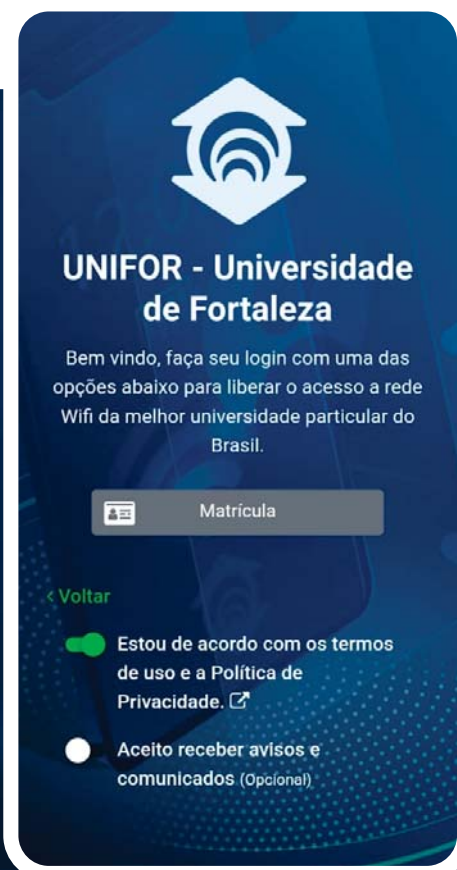 UNIFOR - Universidade
de Fortaleza
Bem vindo, faça seu login com uma das
opções abaixo para liberar o acesso a rede
Wifi da melhor universidade particular do
Brasil.
Matrícula
< Voltar
Estou de acordo com os termos
de uso e a Política de
Privacidade.
Aceito receber avisos e
comunicados (Opcional)